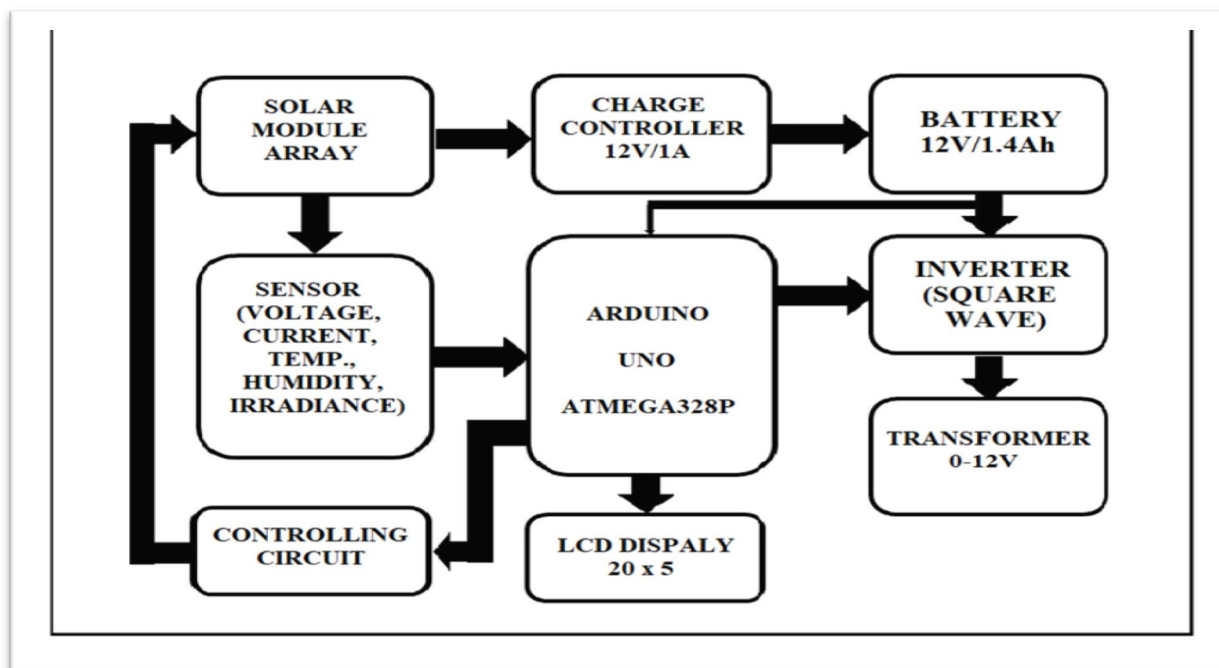 SOLAR
MODULE
ARRAY
CHARGE
CONTROLLER
12V/1A
BATTERY
12V/1.4Ah
SENSOR
(VOLTAGE,
CURRENT,
TEMP.,
HUMIDITY,
IRRADIANCE)
ARDUINO
UNO
ATMEGA328P
INVERTER
(SQUARE
WAVE)
TRANSFORMER
0-12V
CONTROLLING
CIRCUIT
LCD DISPALY
20 x 5